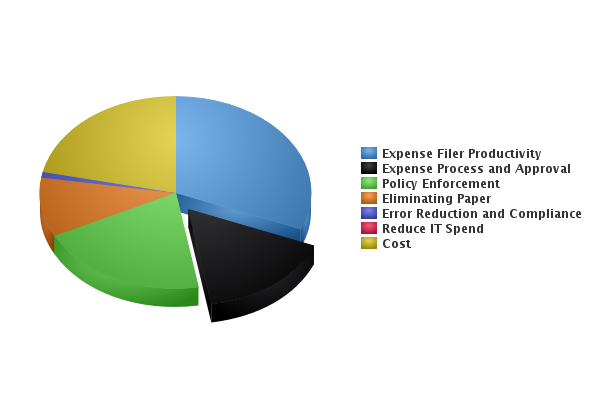 Expense Filer Productivity
Expense Process and Approval
Policy Enforcement
Eliminating Paper
Error Reduction and Compliance
Reduce IT Spend
Cost